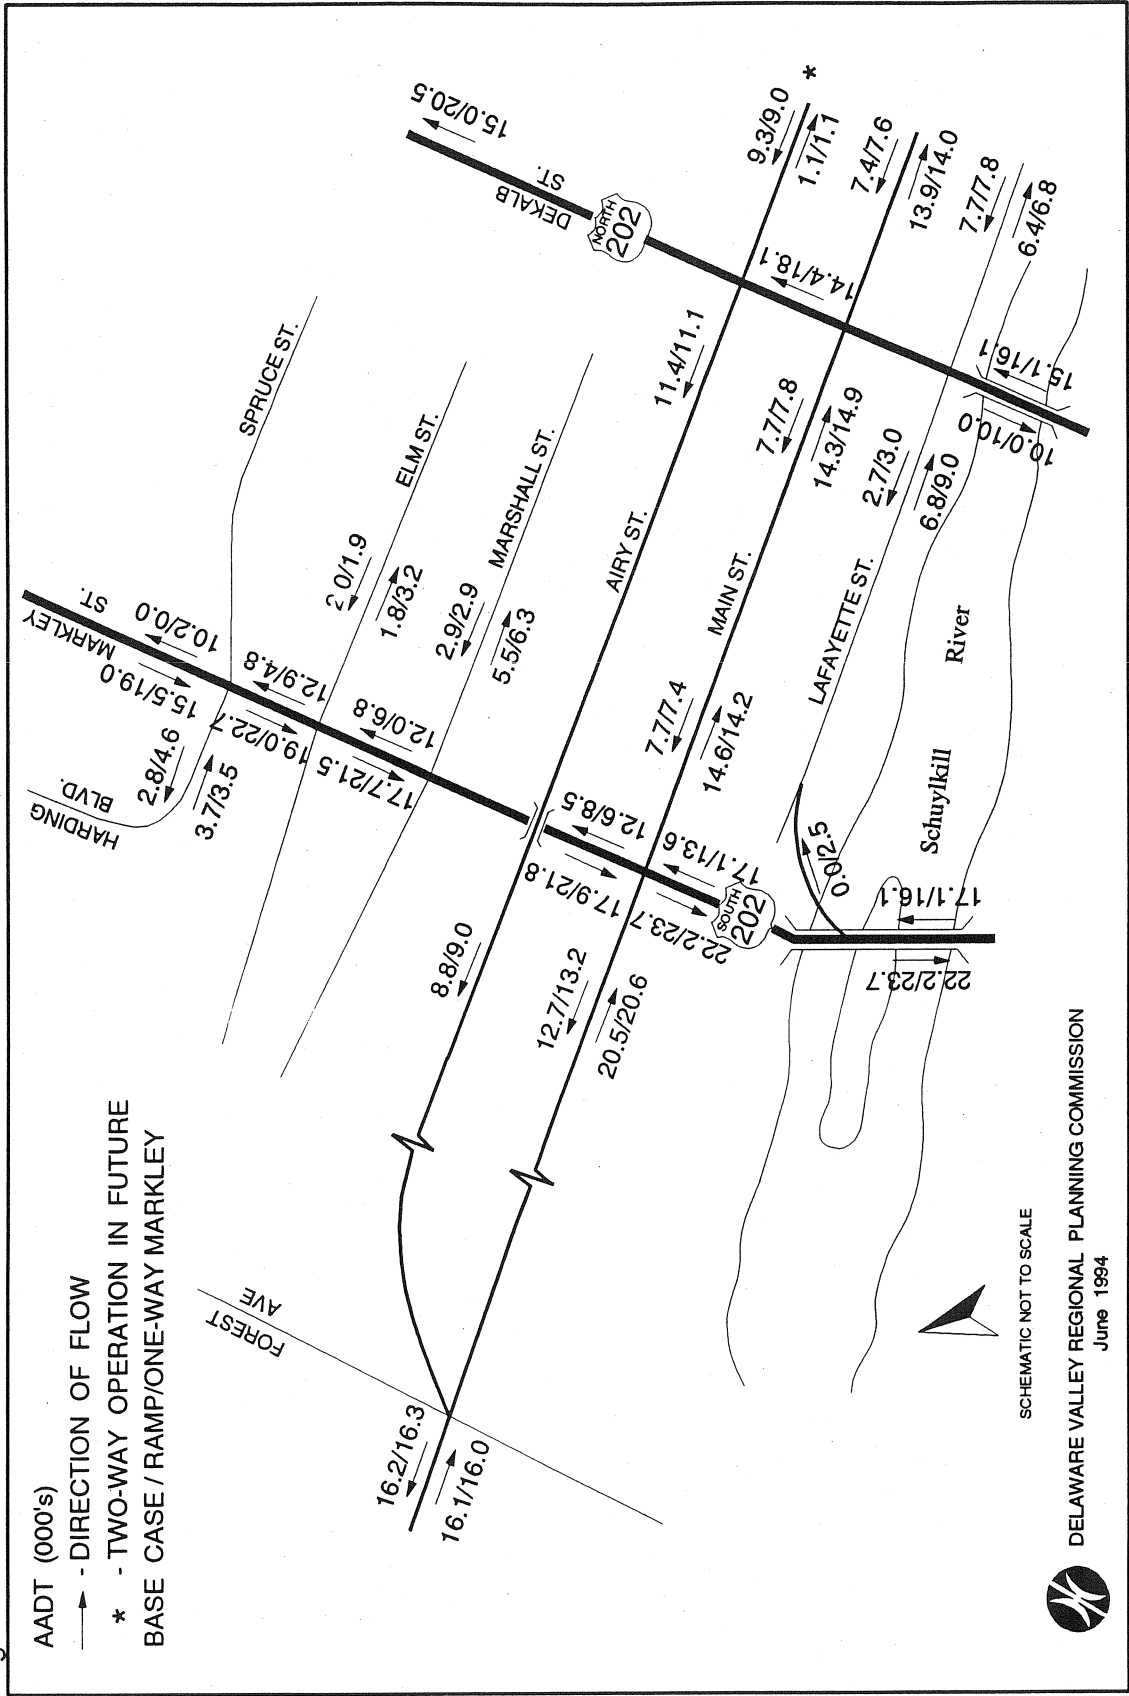 AADT (000's)
- DIRECTION OF FLOW
* - TWO-WAY OPERATION IN FUTURE
BASE CASE / RAMP/ONE-WAY MARKLEY
FOREST
AVE
16.2/16.3
16.1/16.0
HARDING
BLVD.
2.8/4.6
3.7/3.5
MARKLEY
ST.
15.5/19.0
10.2/0.0
SPRUCE ST.
19.0/22.7
12.9/4.8
2.0/1.9
1.8/3.2
ELM ST.
17.7/21.5
12.0/6.8
2.9/2.9
5.5/6.3
MARSHALL ST.
8.8/9.0
AIRY ST.
11.4/11.1
9.3/9.0
*
1.1/1.1
DEKALB
ST.
15.0/20.5
NORTH
202
14.4/18.1
17.9/21.8
12.6/8.5
12.7/13.2
20.5/20.6
7.7/7.4
14.6/14.2
MAIN ST.
7.7/7.8
14.3/14.9
7.4/7.6
13.9/14.0
22.2/23.7
17.1/13.6
SOUTH
202
0.0/2.5
LAFAYETTE ST.
2.7/3.0
6.8/9.0
7.7/7.8
6.4/6.8
22.2/23.7
17.1/16.1
Schuylkill
River
10.0/10.0
15.1/16.1
SCHEMATIC NOT TO SCALE
DELAWARE VALLEY REGIONAL PLANNING COMMISSION
June 1994